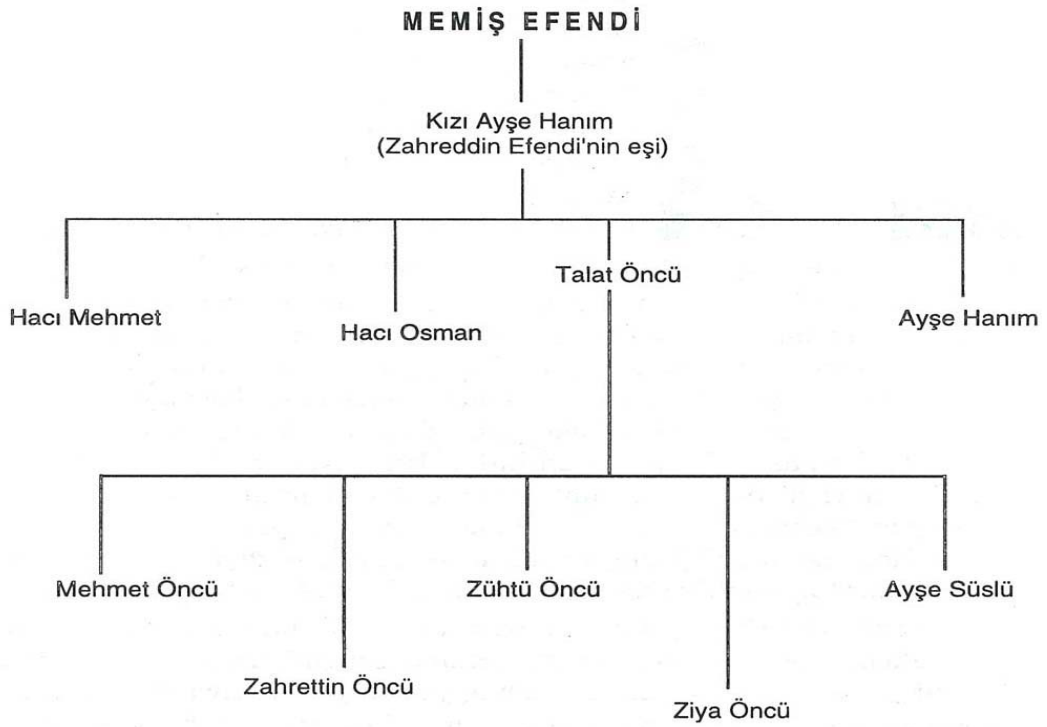 MEMİŞ EFENDİ
Kızı Ayşe Hanım
(Zahreddin Efendi'nin eşi)
Hacı Mehmet
Hacı Osman
Talat Öncü
Ayşe Hanım
Mehmet Öncü
Zahrettin Öncü
Zühtü Öncü
Ziya Öncü
Ayşe Süslü